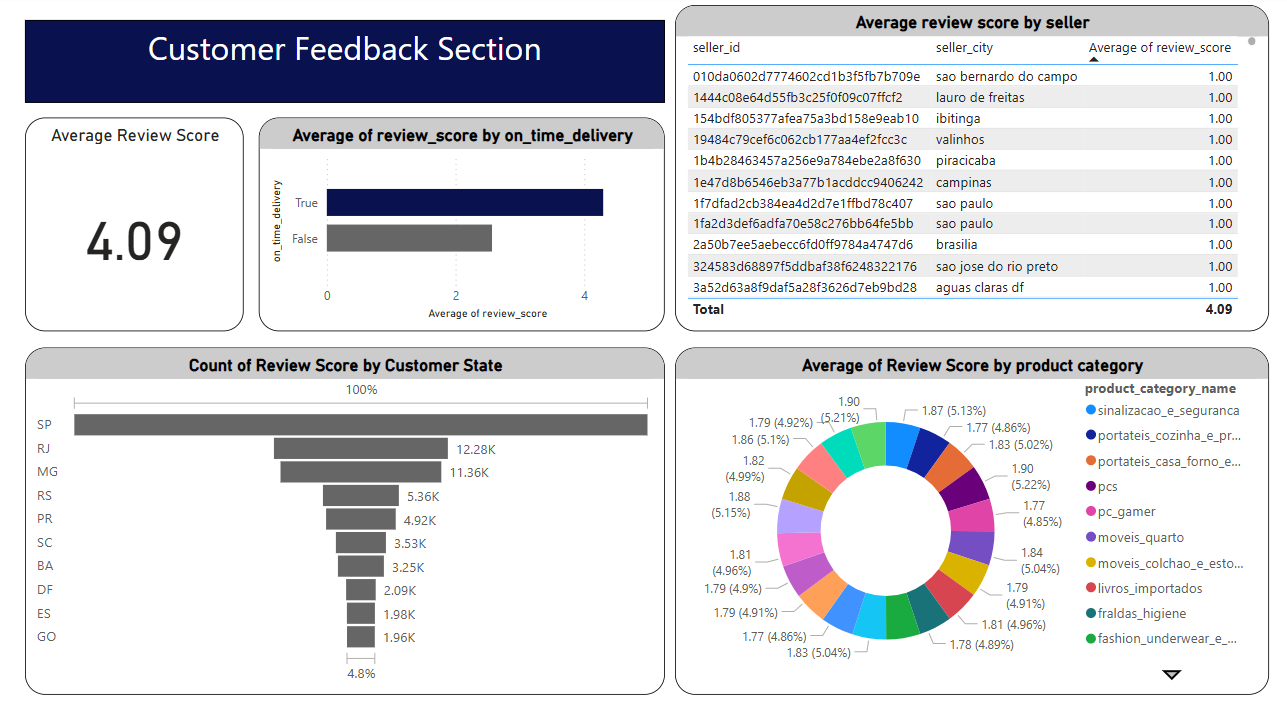 Customer Feedback Section
Average Review Score
4.09
Average of review_score by on_time_delivery
on_time_delivery
True
False
0 2 4
Average of review_score
Average review score by seller
seller_id seller_city Average of review_score
010da0602d7774602cd1b3f5fb7b709e sao bernardo do campo 1.00
1444c08e64d55fb3c25f0f09c07ffcf2 lauro de freitas 1.00
154bdf805377afea75a3bd158e9eab10 ibitinga 1.00
19484c79cef6c062cb177aa4ef2fcc3c valinhos 1.00
1b4b28463457a256e9a784ebe2a8f630 piracicaba 1.00
1e47d8b6546eb3a77b1acddcc9406242 campinas 1.00
1f7dfad2cb384ea4d2d7e1ffbd78c407 sao paulo 1.00
1fa2d3def6adfa70e58c276bb64fe5bb sao paulo 1.00
2a50b7ee5aebecc6fd0ff9784a4747d6 brasilia 1.00
324583d68897f5ddbaf38f6248322176 sao jose do rio preto 1.00
3a52d63a8f9daf5a28f3626d7eb9bd28 aguas claras df 1.00
Total 4.09
Count of Review Score by Customer State
100%
SP
RJ 12.28K
MG 11.36K
RS 5.36K
PR 4.92K
SC 3.53K
BA 3.25K
DF 2.09K
ES 1.98K
GO 1.96K
4.8%
Average of Review Score by product category
1.87 (5.13%)
1.77 (4.86%)
1.83 (5.02%)
1.90
(5.22%)
1.77
(4.85%)
1.84
(5.04%)
1.79
(4.91%)
1.81 (4.96%)
1.78 (4.89%)
1.83 (5.04%)
1.77 (4.86%)
1.79 (4.91%)
1.79 (4.9%)
1.81
(4.96%)
1.88
(5.15%)
1.82
(4.99%)
1.86 (5.1%)
1.79 (4.92%)
1.90
(5.21%)
product_category_name
sinalizacao_e_seguranca
portateis_cozinha_e_pr...
portateis_casa_forno_e...
pcs
pc_gamer
moveis_quarto
moveis_colchao_e_esto...
livros_importados
fraldas_higiene
fashion_underwear_e_...